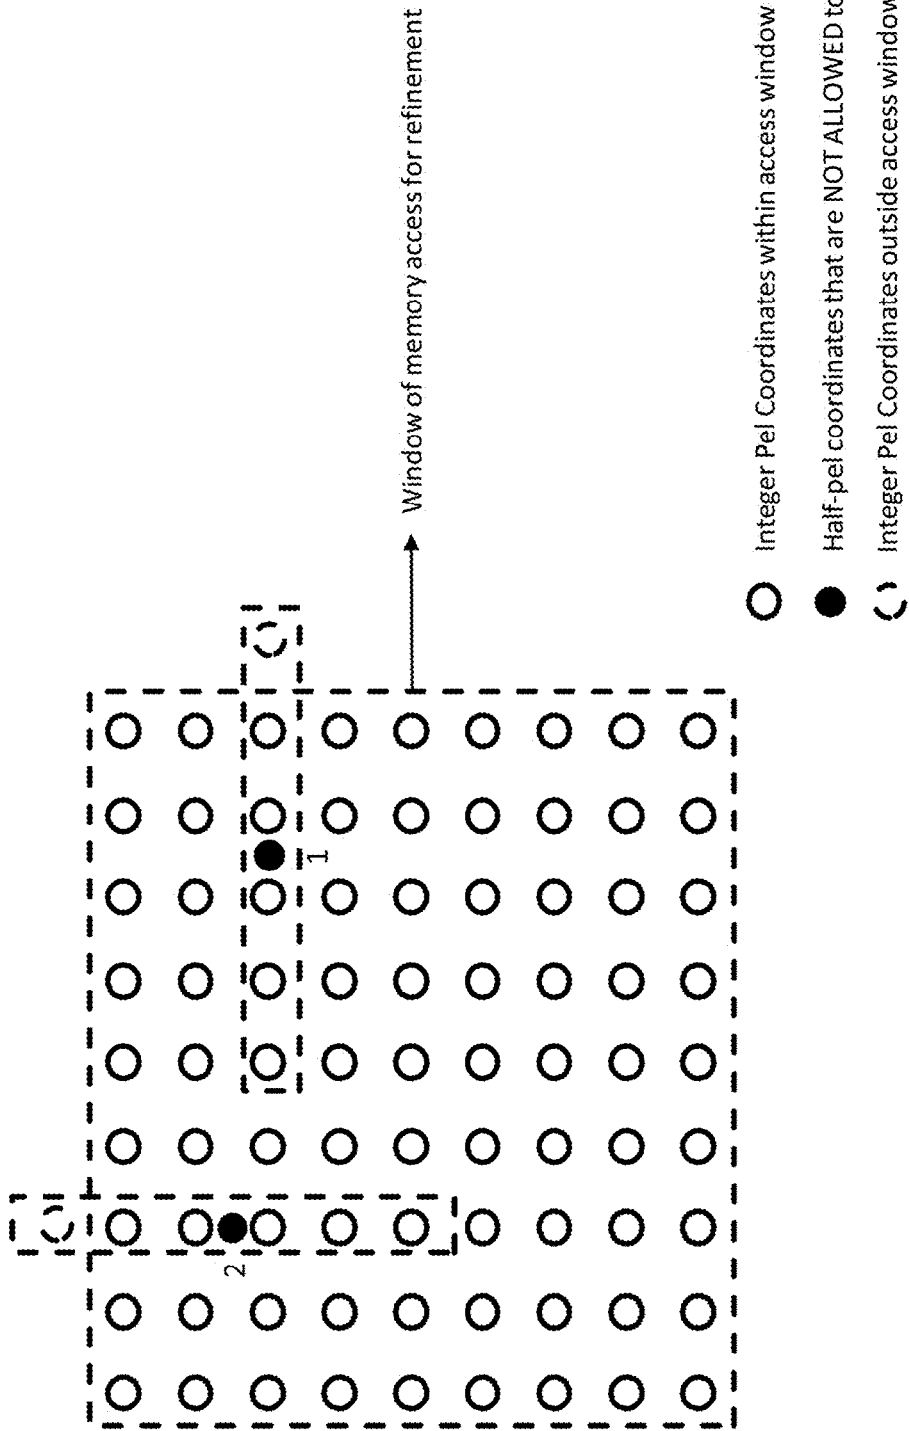 2
1
Window of memory access for refinement
Integer Pel Coordinates within access window
Half-pel coordinates that are NOT ALLOWED to
Integer Pel Coordinates outside access window